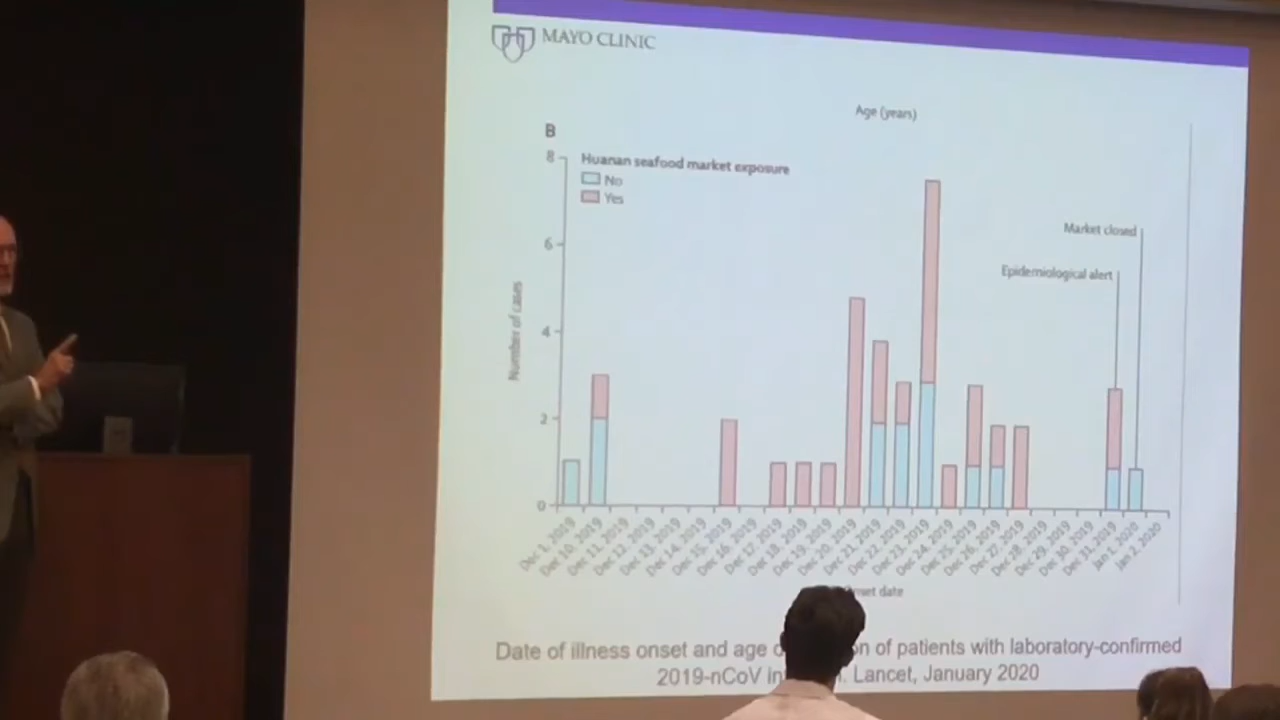 MAYO CLINIC
Age (years)
B
8
Huanan seafood market exposure
No
Yes
Market closed
6
Epidemiological alert
Number of cases
4
2
0
Dec 1, 2019
Dec 10, 2019
Dec 11, 2019
Dec 12, 2019
Dec 13, 2019
Dec 14, 2019
Dec 15, 2019
Dec 16, 2019
Dec 17, 2019
Dec 18, 2019
Dec 19, 2019
Dec 20, 2019
Dec 21, 2019
Dec 22, 2019
Dec 23, 2019
Dec 24, 2019
Dec 25, 2019
Dec 26, 2019
Dec 27, 2019
Dec 28, 2019
Dec 29, 2019
Dec 30, 2019
Dec 31, 2019
Jan 1, 2020
Jan 2, 2020
date
Date of illness onset and age of patients with laboratory-confirmed
2019-nCoV Lancet, January 2020